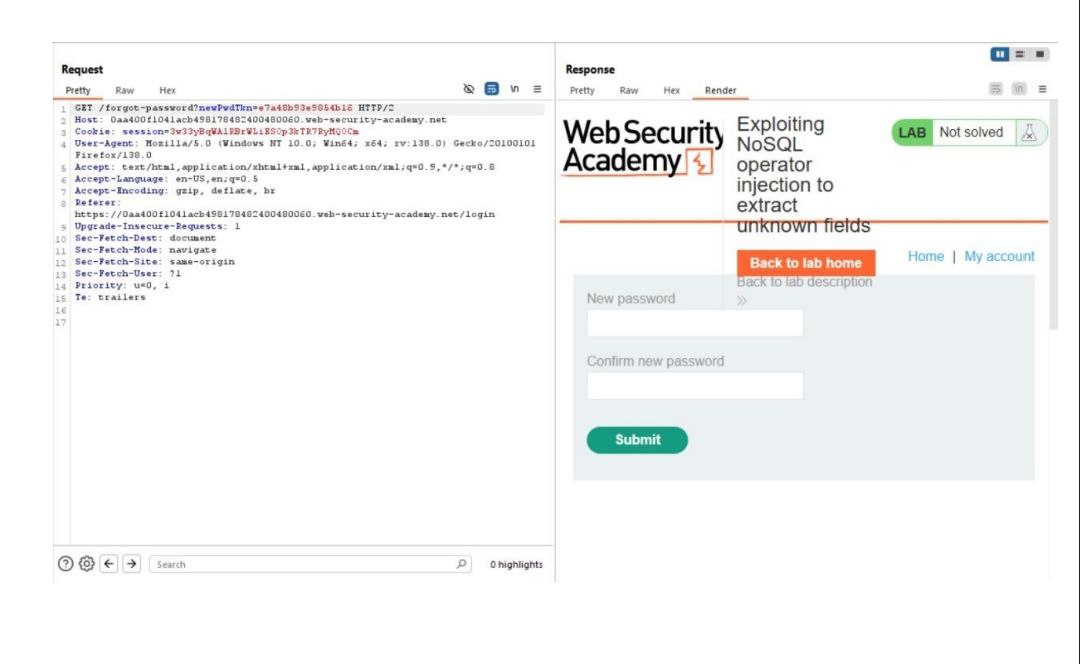 Request
Pretty Raw Hex
\n
1 GET /forgot-password?newPwdTkn=e7a48b93e9854b16 HTTP/2
2 Host: 0aa400f1041acb498178482400480060.web-security-academy.net
3 Cookie: session=3w33yBqWAlRBrWLiES0p3kTR7RyMQ0Cm
4 User-Agent: Mozilla/5.0 (Windows NT 10.0; Win64; x64; rv:138.0) Gecko/20100101
Firefox/138.0
5 Accept: text/html,application/xhtml+xml,application/xml;q=0.9,*/*;q=0.8
6 Accept-Language: en-US,en;q=0.5
7 Accept-Encoding: gzip, deflate, br
8 Referer:
https://0aa400f1041acb498178482400480060.web-security-academy.net/login
9 Upgrade-Insecure-Requests: 1
10 Sec-Fetch-Dest: document
11 Sec-Fetch-Mode: navigate
12 Sec-Fetch-Site: same-origin
13 Sec-Fetch-User: ?1
14 Priority: u=0, i
15 Te: trailers
16
17
Search
0 highlights
Response
Pretty Raw Hex Render
\n
Web Security
Academy
Exploiting
NoSQL
operator
injection to
extract
unknown fields
LAB Not solved
Back to lab home
Back to lab description
»
Home | My account
New password
Confirm new password
Submit